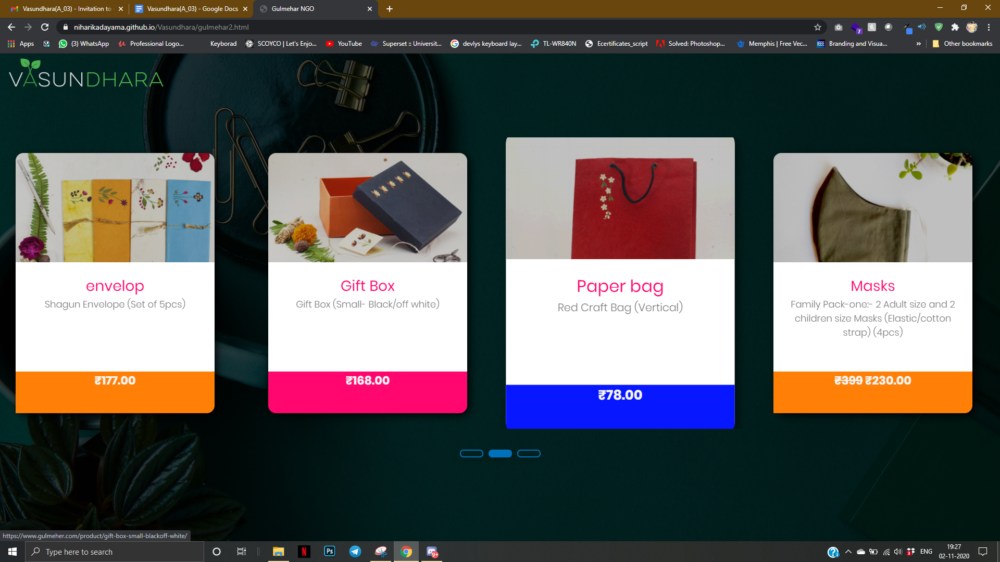 Vasundhara(A_03) - Invitation to
Vasundhara(A_03) - Google Docs
Gulmehar NGO
niharikadayama.github.io/Vasundhara/gulmehar2.html
7
Apps
(3) WhatsApp
Professional Logo...
Keyborad
SCOYCO | Let's Enjo...
YouTube
Superset :: Universit...
devlys keyboard lay...
TL-WR840N
Ecertificates_script
Solved: Photoshop...
Memphis | Free Vec...
IEEE
Branding and Visua...
»
Other bookmarks
VASUNDHARA
envelop
Shagun Envelope (Set of 5pcs)
₹177.00
Gift Box
Gift Box (Small- Black/off white)
₹168.00
Paper bag
Red Craft Bag (Vertical)
₹78.00
Masks
Family Pack-one:- 2 Adult size and 2
children size Masks (Elastic/cotton
strap) (4pcs)
₹399 ₹230.00
https://www.gulmeher.com/product/gift-box-small-blackoff-white/
Type here to search
N
Ps
9+
?
3
ENG
19:27
02-11-2020